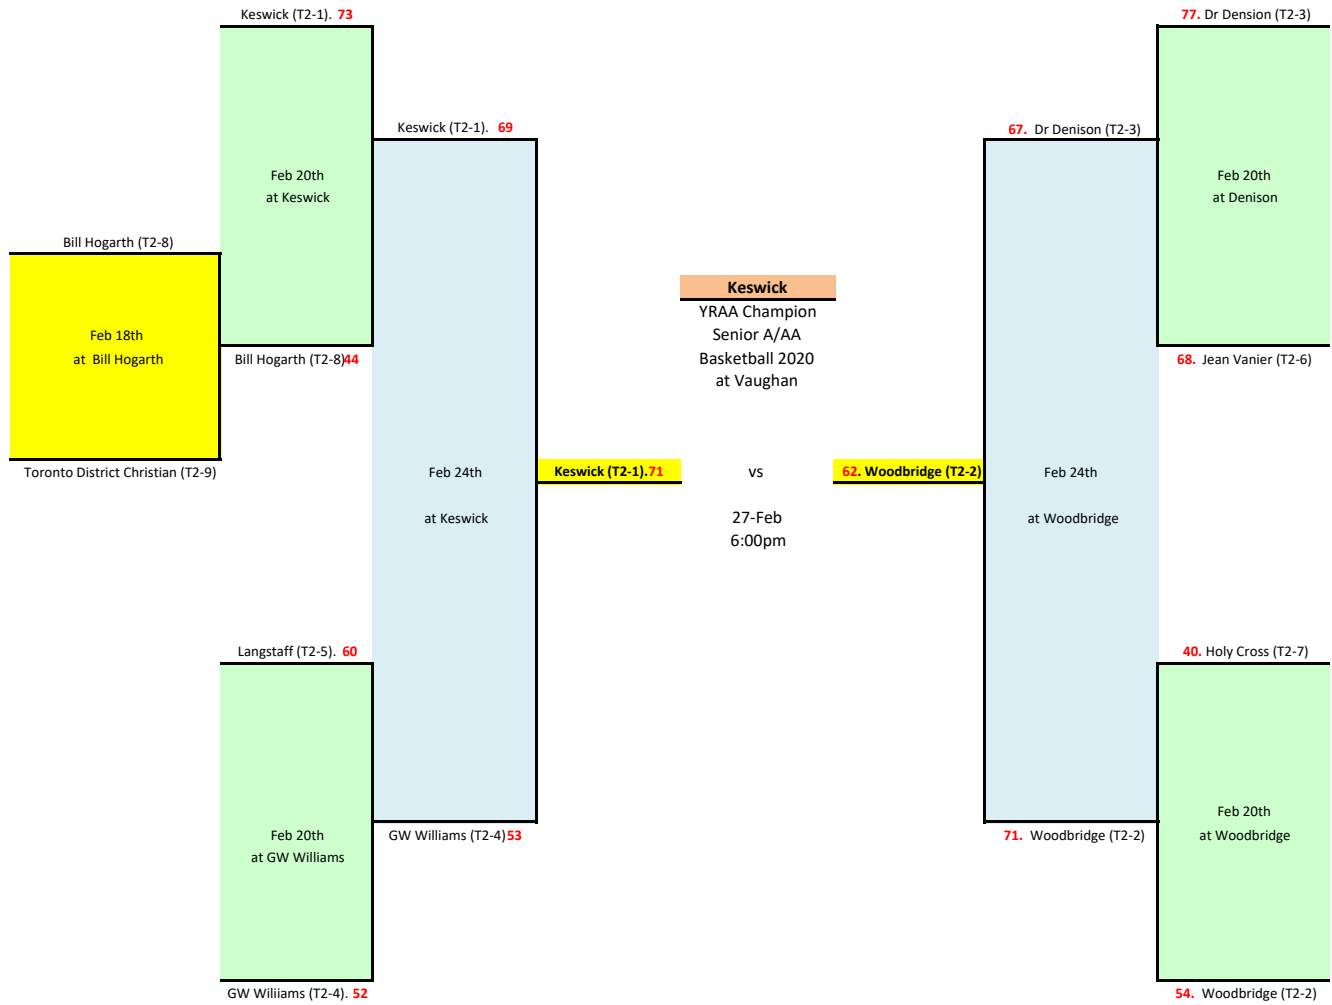 Keswick (T2-1). 73
77. Dr Dension (T2-3)
Keswick (T2-1). 69
67. Dr Denison (T2-3)
Feb 20th
at Keswick
Feb 20th
at Denison
Bill Hogarth (T2-8)
Keswick
YRAA Champion
Senior A/AA
Basketball 2020
at Vaughan
Feb 18th
at Bill Hogarth
Bill Hogarth (T2-8)44
68. Jean Vanier (T2-6)
Toronto District Christian (T2-9)
Feb 24th
at Keswick
Keswick (T2-1).71
vs
62. Woodbridge (T2-2)
Feb 24th
at Woodbridge
27-Feb
6:00pm
Langstaff (T2-5). 60
40. Holy Cross (T2-7)
Feb 20th
at GW Williams
GW Williams (T2-4)53
71. Woodbridge (T2-2)
Feb 20th
at Woodbridge
GW Wiliiams (T2-4). 52
54. Woodbridge (T2-2)